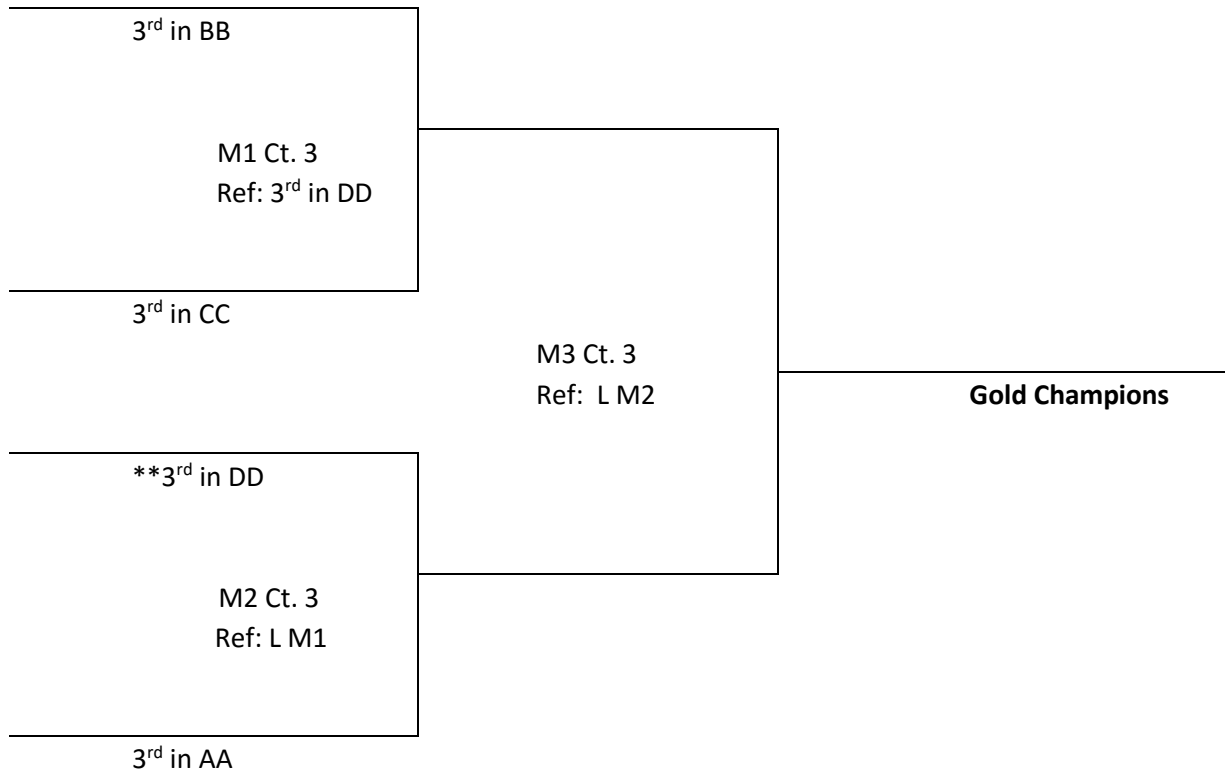 3rd in BB
M1 Ct. 3
Ref: 3rd in DD
3rd in CC
M3 Ct. 3
Ref: L M2
Gold Champions
**3rd in DD
M2 Ct. 3
Ref: L M1
3rd in AA